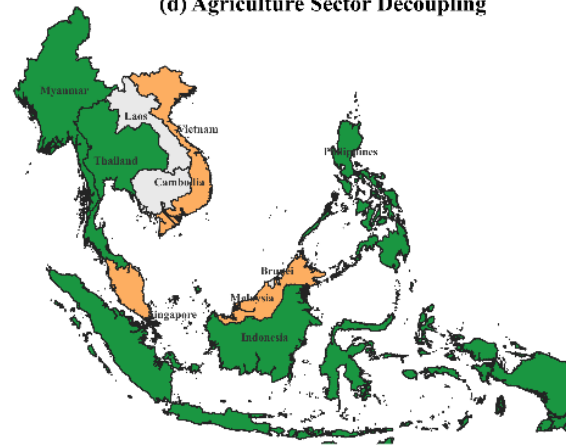 (d) Agriculture Sector Decoupling
Myanmar
Laos
Vietnam
Thailand
Philippines
Cambodia
Brunei
Malaysia
Singapore
Indonesia